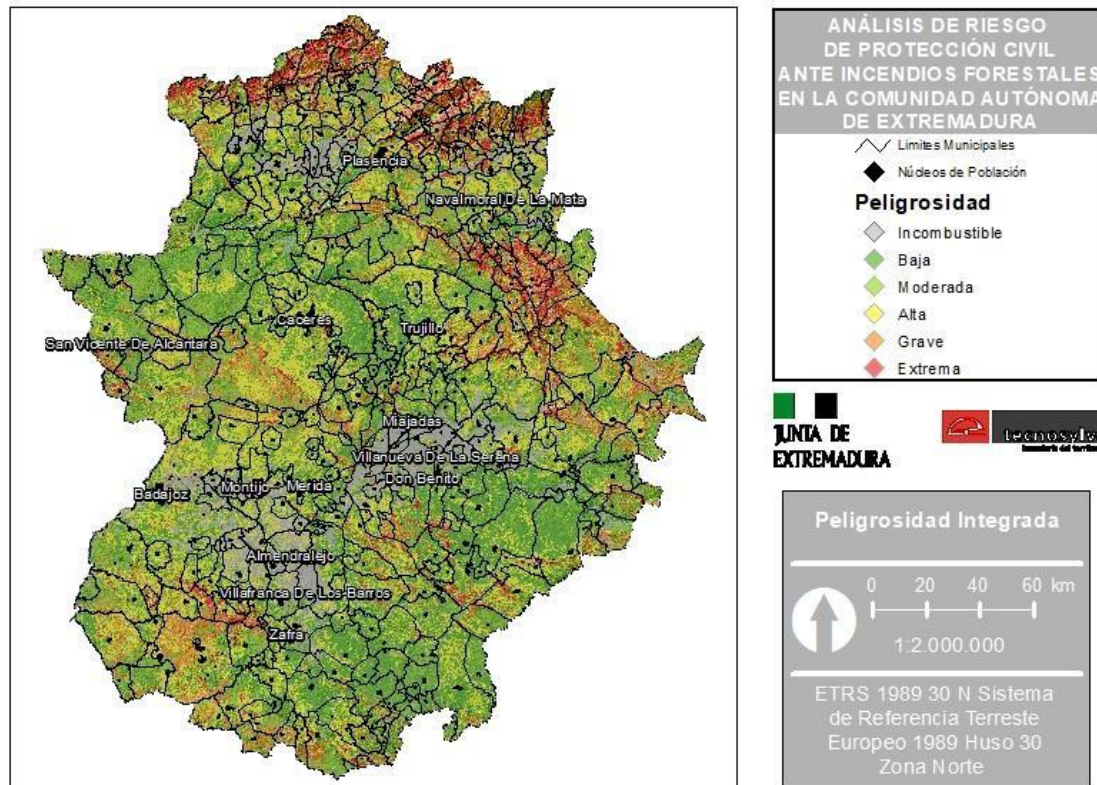 Plasencia
Navalmoral De La Mata
Caceres
Trujillo
San Vicente De Alcantara
Miajadas
Villanueva De La Serena
Don Benito
Badajoz
Montijo
Merida
Almendralejo
Villafranca De Los Barros
Zafra
ANÁLISIS DE RIESGO
DE PROTECCIÓN CIVIL
ANTE INCENDIOS FORESTALES
EN LA COMUNIDAD AUTÓNOMA
DE EXTREMADURA
Limites Municipales
Núcleos de Población
Peligrosidad
Incombustible
Baja
Moderada
Alta
Grave
Extrema
JUNTA DE
EXTREMADURA
tecnosylv
Peligrosidad Integrada
0 20 40 60 km
1:2.000.000
ETRS 1989 30 N Sistema
de Referencia Terreste
Europeo 1989 Huso 30
Zona Norte